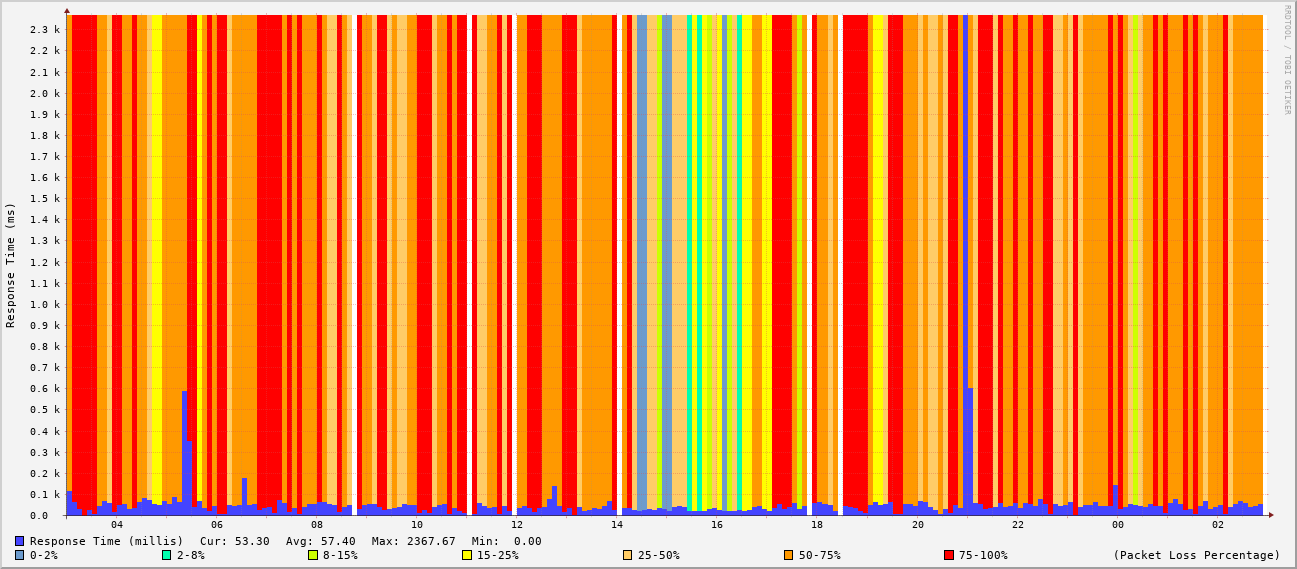 RRDTOOL / TOBI OETIKER
Response Time (ms)
2.3 k
2.2 k
2.1 k
2.0 k
1.9 k
1.8 k
1.7 k
1.6 k
1.5 k
1.4 k
1.3 k
1.2 k
1.1 k
1.0 k
0.9 k
0.8 k
0.7 k
0.6 k
0.5 k
0.4 k
0.3 k
0.2 k
0.1 k
0.0
04 06 08 10 12 14 16 18 20 22 00 02
Response Time (millis) Cur: 53.30 Avg: 57.40 Max: 2367.67 Min: 0.00
0-2% 2-8% 8-15% 15-25% 25-50% 50-75% 75-100% (Packet Loss Percentage)